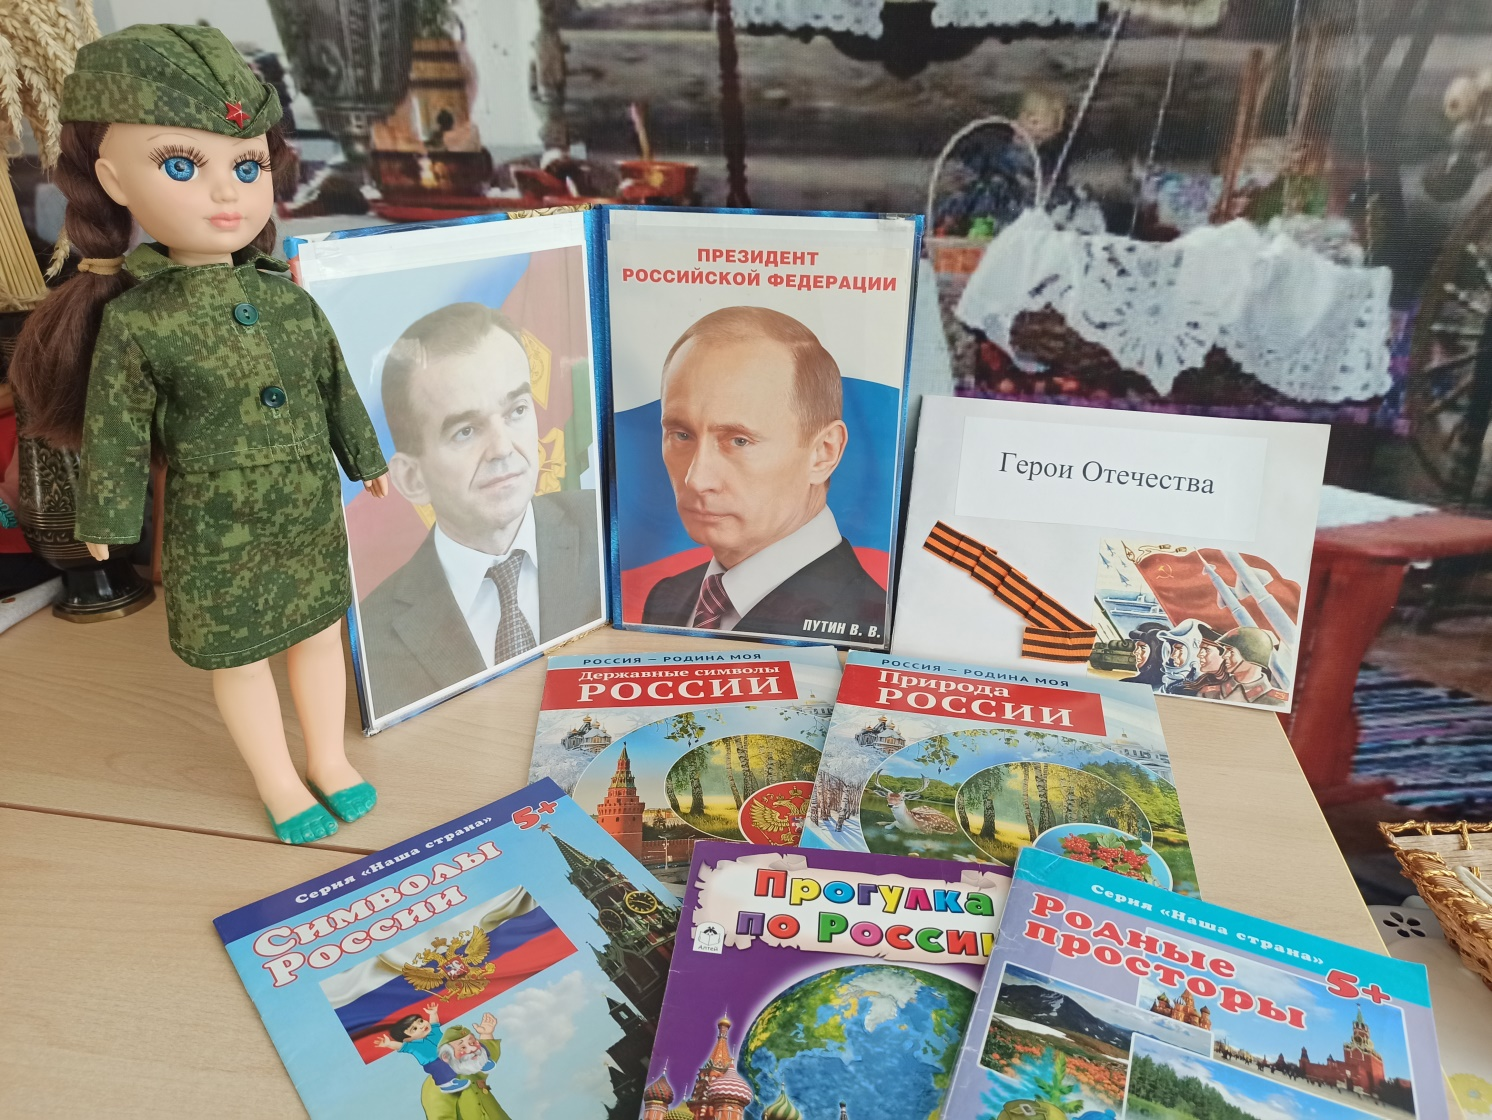 ПРЕЗИДЕНТ
РОССИЙСКОЙ ФЕДЕРАЦИИ
ПУТИН В. В.
Герои Отечества
РОССИЯ – РОДИНА МОЯ
Державные символы
РОССИИ
РОССИЯ – РОДИНА МОЯ
Природа
РОССИИ
Серия «Наша страна»
5+
Символы
России
Прогулка
по России
Алтей
Серия «Наша страна»
5+
Родные
просторы